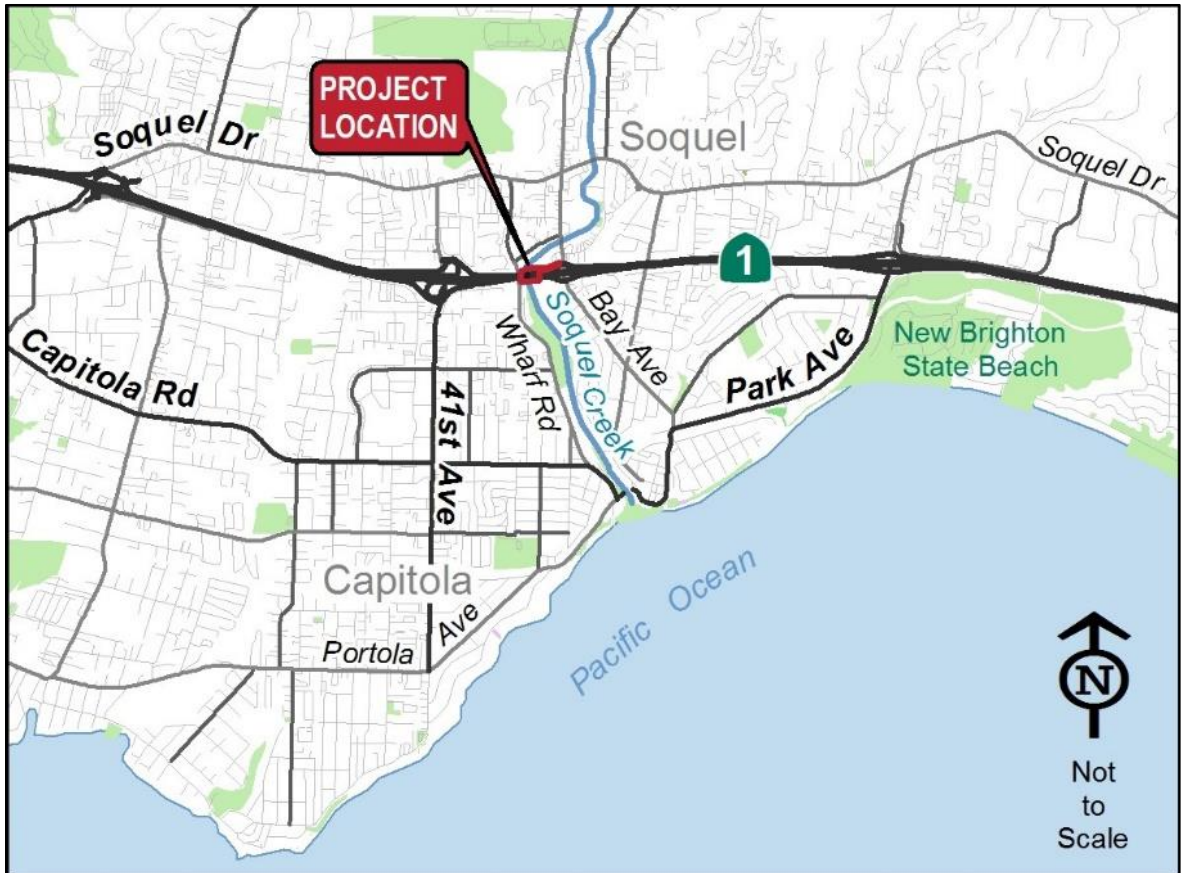 PROJECT
LOCATION
Soquel Dr
Soquel
Soquel Dr
1
Bay Ave
Soquel Creek
Wharf Rd
New Brighton
State Beach
Park Ave
Capitola Rd
41st Ave
Capitola
Portola Ave
Pacific Ocean
N
Not
to
Scale